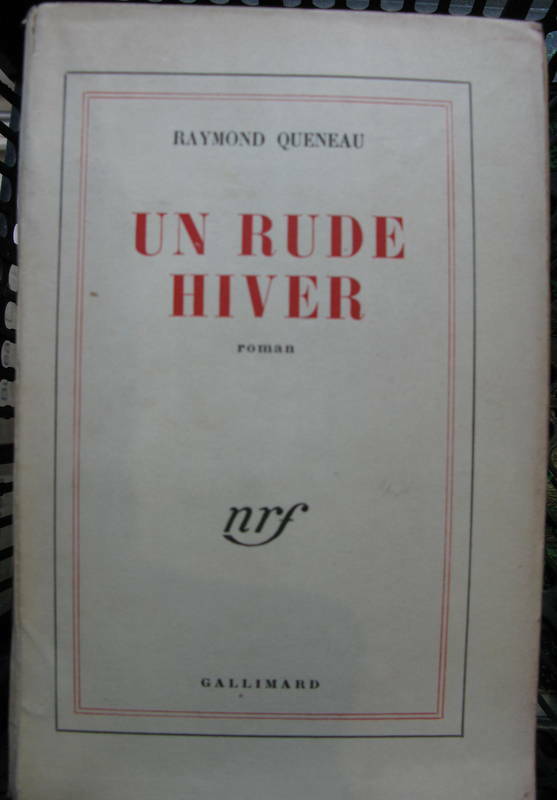 RAYMOND QUENEAU
UN RUDE
HIVER
roman
nrf
GALLIMARD